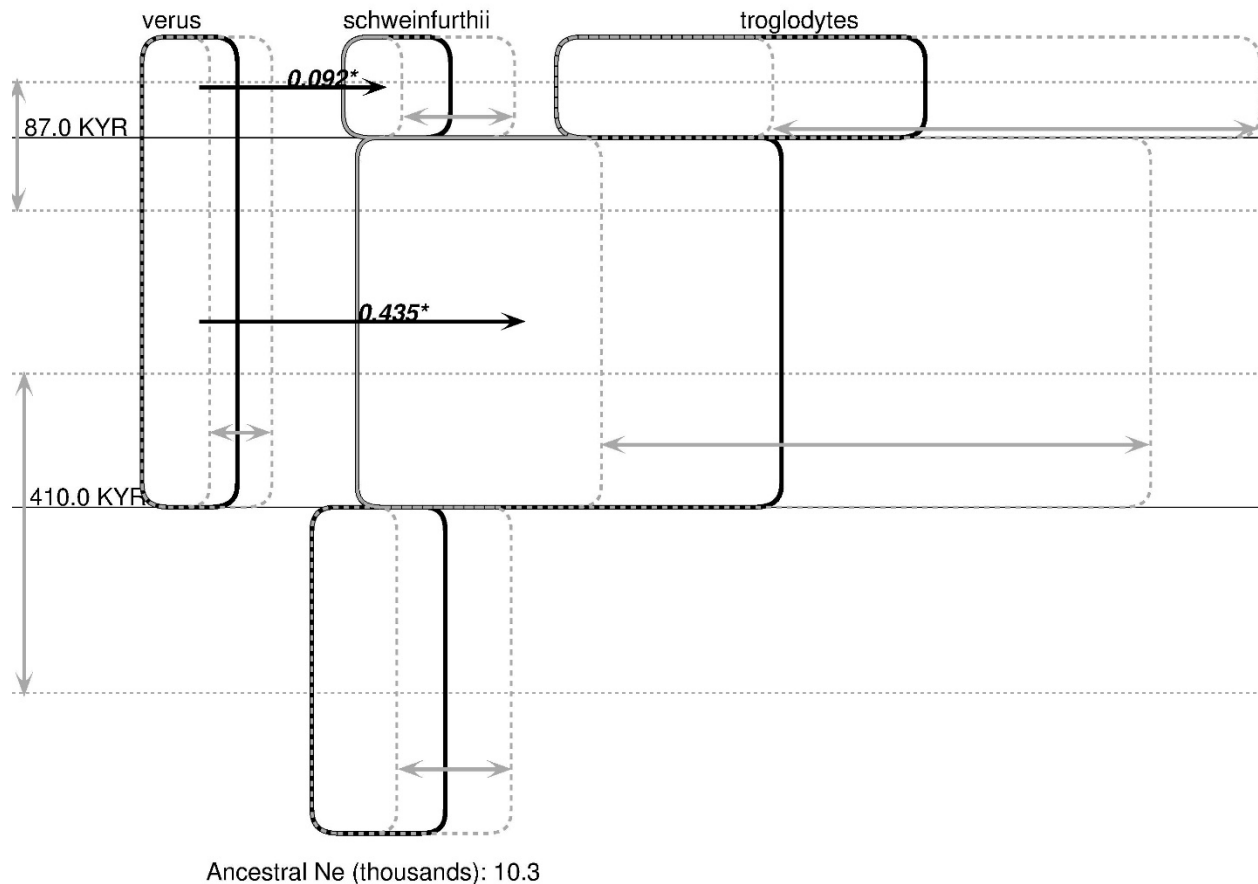 verus
schweinfurthii
troglodytes
0.092*
87.0 KYR
0.435*
410.0 KYR
Ancestral Ne (thousands): 10.3